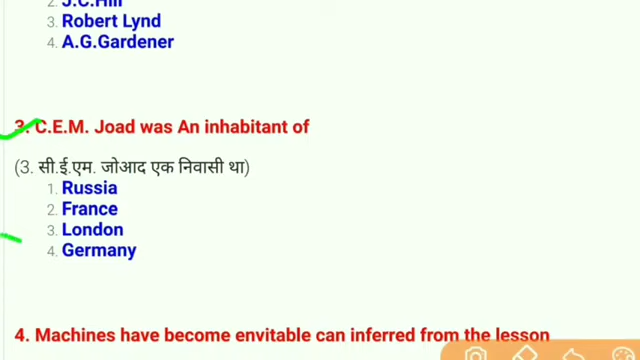 2. J.C.Hill
3. Robert Lynd
4. A.G.Gardener
3. C.E.M. Joad was An inhabitant of
(3. सी.ई.एम. जोआद एक निवासी था)
1. Russia
2. France
3. London
4. Germany
4. Machines have become envitable can inferred from the lesson